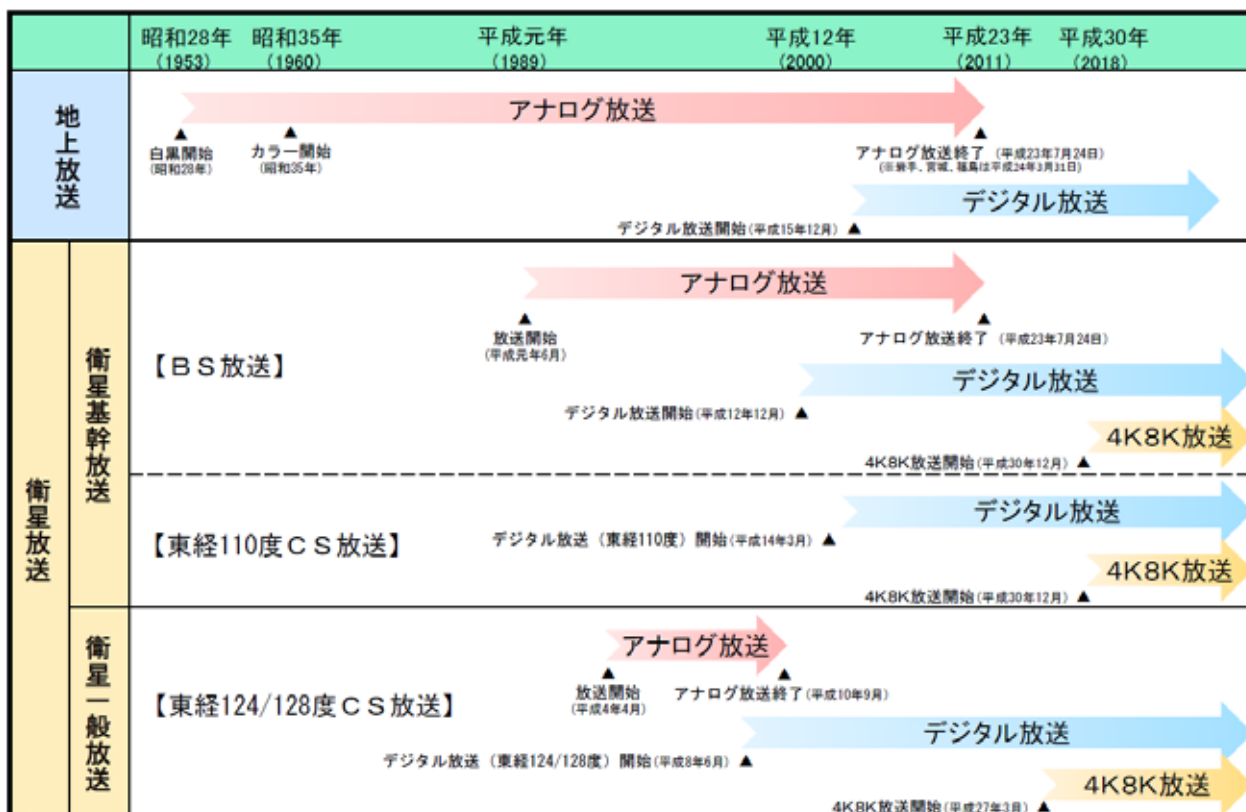 昭和28年 昭和35年 平成元年 平成12年 平成23年 平成30年
(1953) (1960) (1989) (2000) (2011) (2018)
地上放送
アナログ放送
白黒開始
(昭和28年)
カラー開始
(昭和35年)
アナログ放送終了 (平成23年7月24日)
(※岩手、宮城、福島は平成24年3月31日)
デジタル放送
デジタル放送開始(平成15年12月)
衛星放送
衛星基幹放送
【BS放送】
アナログ放送
放送開始
(平成元年6月)
アナログ放送終了 (平成23年7月24日)
デジタル放送
デジタル放送開始(平成12年12月)
4K8K放送
4K8K放送開始(平成30年12月)
【東経110度CS放送】
デジタル放送
デジタル放送(東経110度)開始(平成14年3月)
4K8K放送
4K8K放送開始(平成30年12月)
衛星一般放送
【東経124/128度CS放送】
アナログ放送
放送開始
(平成4年4月)
アナログ放送終了(平成10年9月)
デジタル放送
デジタル放送(東経124/128度)開始(平成8年6月)
4K8K放送
4K8K放送開始(平成27年3月)